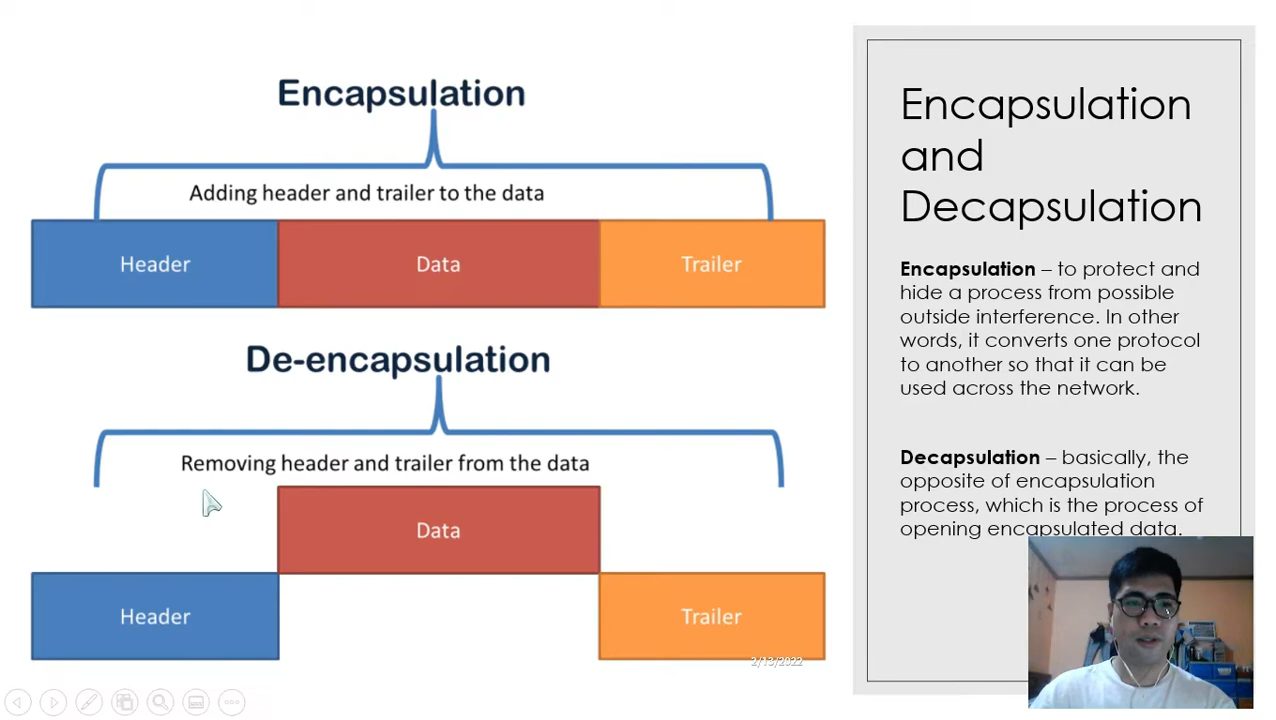 Encapsulation
Adding header and trailer to the data
Header Data Trailer
De-encapsulation
Removing header and trailer from the data
Data
Header Trailer
2/13/2022
Encapsulation
and
Decapsulation
Encapsulation – to protect and
hide a process from possible
outside interference. In other
words, it converts one protocol
to another so that it can be
used across the network.
Decapsulation – basically, the
opposite of encapsulation
process, which is the process of
opening encapsulated data.